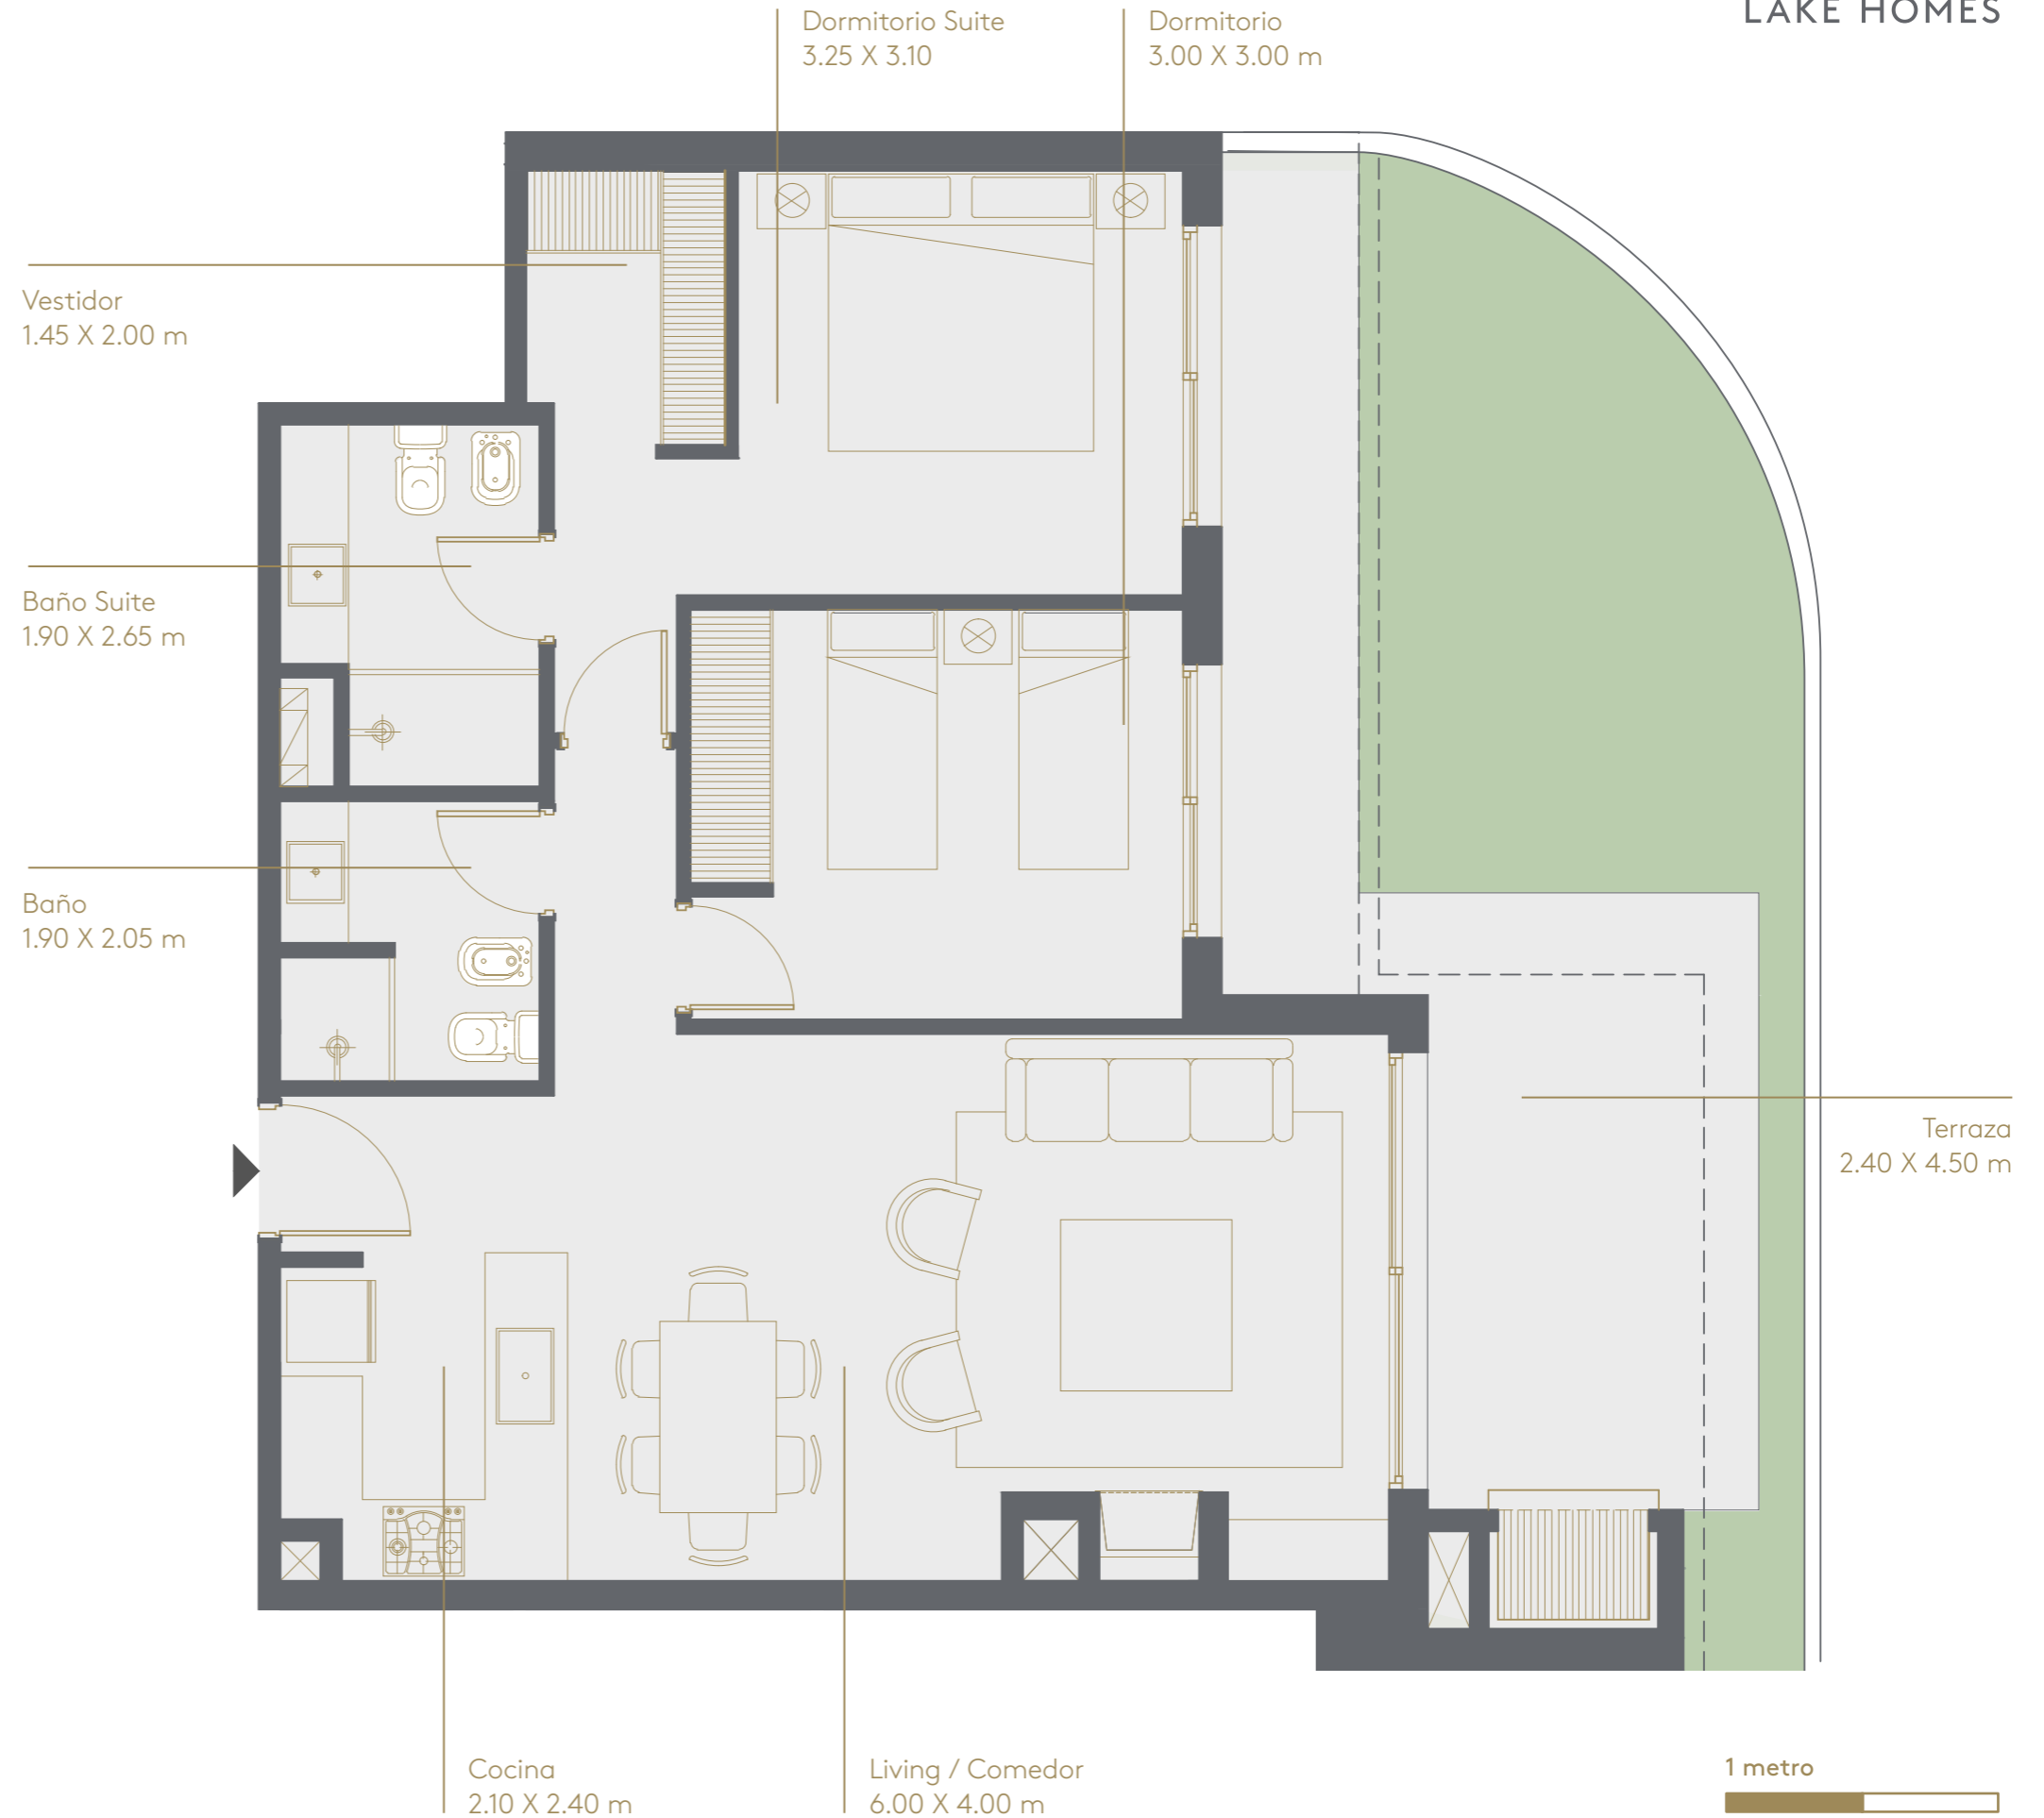 LAKE HOMES
Dormitorio Suite
3.25 X 3.10
Dormitorio
3.00 X 3.00 m
Vestidor
1.45 X 2.00 m
Baño Suite
1.90 X 2.65 m
Baño
1.90 X 2.05 m
Terraza
2.40 X 4.50 m
Cocina
2.10 X 2.40 m
Living / Comedor
6.00 X 4.00 m
1 metro